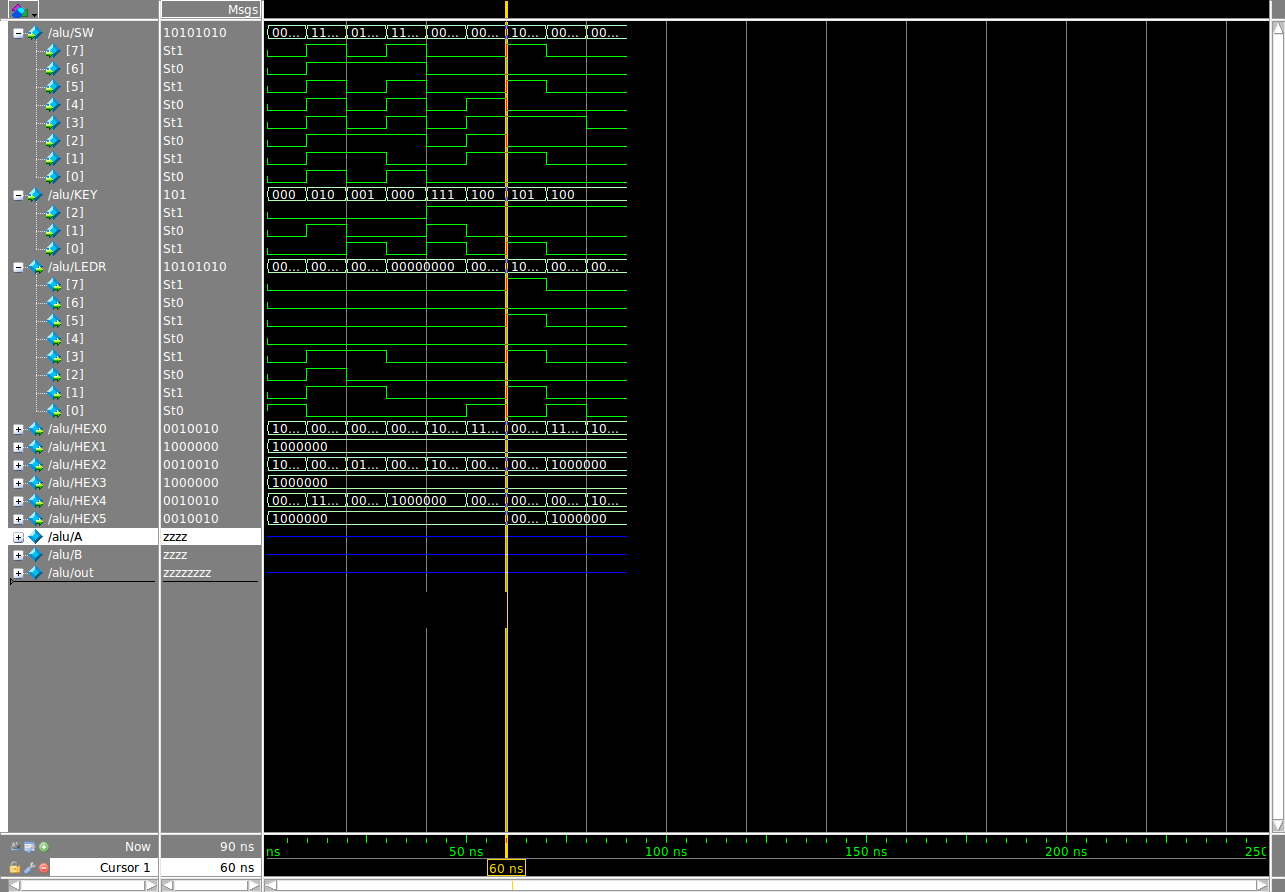 Msgs
/alu/SW 10101010 00... 11... 01... 11... 00... 00... 10... 00... 00...
[7] St1
[6] St0
[5] St1
[4] St0
[3] St1
[2] St0
[1] St1
[0] St0
/alu/KEY 101 000 010 001 000 111 100 101 100
[2] St1
[1] St0
[0] St1
/alu/LEDR 10101010 00... 00... 00... 00000000 00... 10... 00... 00...
[7] St1
[6] St0
[5] St1
[4] St0
[3] St1
[2] St0
[1] St1
[0] St0
/alu/HEX0 0010010 10... 00... 00... 00... 10... 11... 00... 11... 10...
/alu/HEX1 1000000 1000000
/alu/HEX2 0010010 10... 00... 01... 00... 10... 00... 00... 1000000
/alu/HEX3 1000000 1000000
/alu/HEX4 0010010 00... 11... 00... 1000000 00... 00... 00... 10...
/alu/HEX5 0010010 1000000 00... 1000000
/alu/A zzzz
/alu/B zzzz
/alu/out zzzzzzzz
Now 90 ns ns 50 ns 100 ns 150 ns 200 ns 250
Cursor 1 60 ns 60 ns